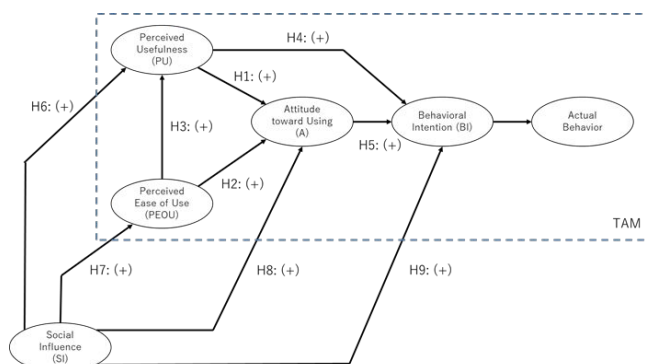 Perceived
Usefulness
(PU)
H4: (+)
H1: (+)
H6: (+)
Attitude
toward Using
(A)
Behavioral
Intention (BI)
Actual
Behavior
H3: (+)
H5: (+)
H2: (+)
Perceived
Ease of Use
(PEOU)
TAM
H7: (+)
H8: (+)
H9: (+)
Social
Influence
(SI)